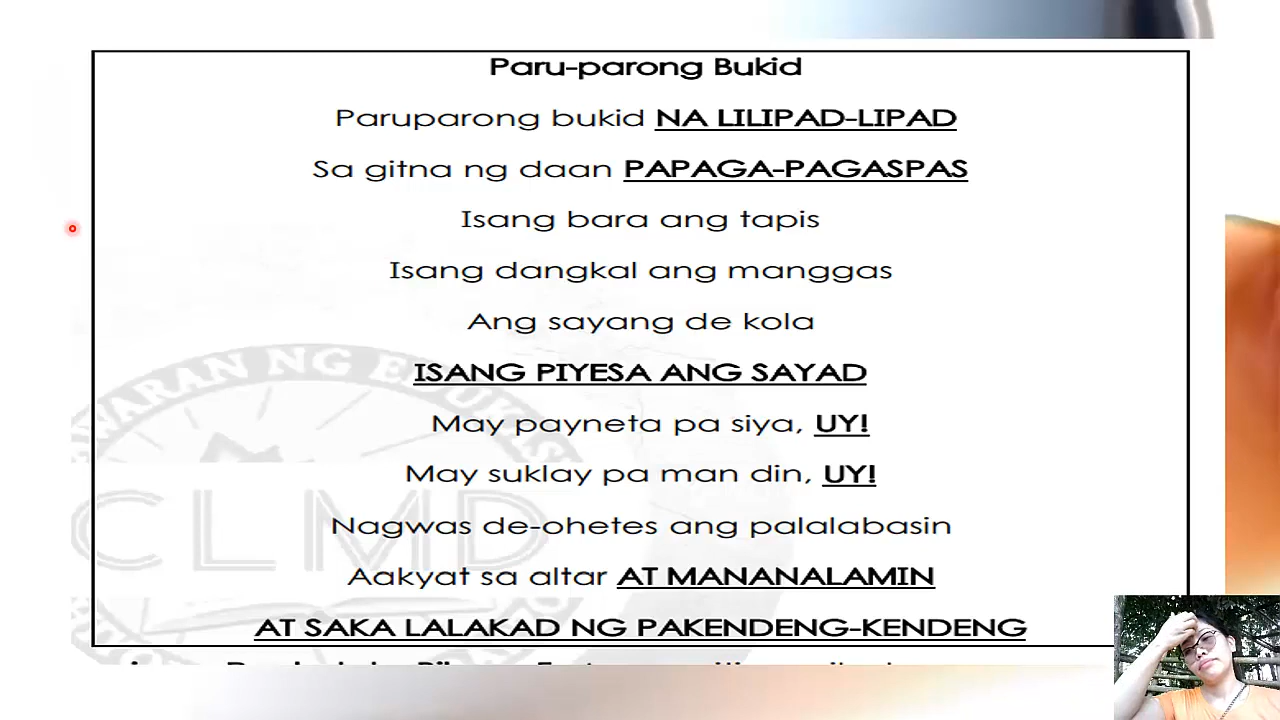 Paru-parong Bukid
Paruparong bukid NA LILIPAD-LIPAD
Sa gitna ng daan PAPAGA-PAGASPAS
Isang bara ang tapis
Isang dangkal ang manggas
Ang sayang de kola
ISANG PIYESA ANG SAYAD
May payneta pa siya, UY!
May suklay pa man din, UY!
Nagwas de-ohetes ang palalabasin
Aakyat sa altar AT MANANALAMIN
AT SAKA LALAKAD NG PAKENDENG-KENDENG
CLMD